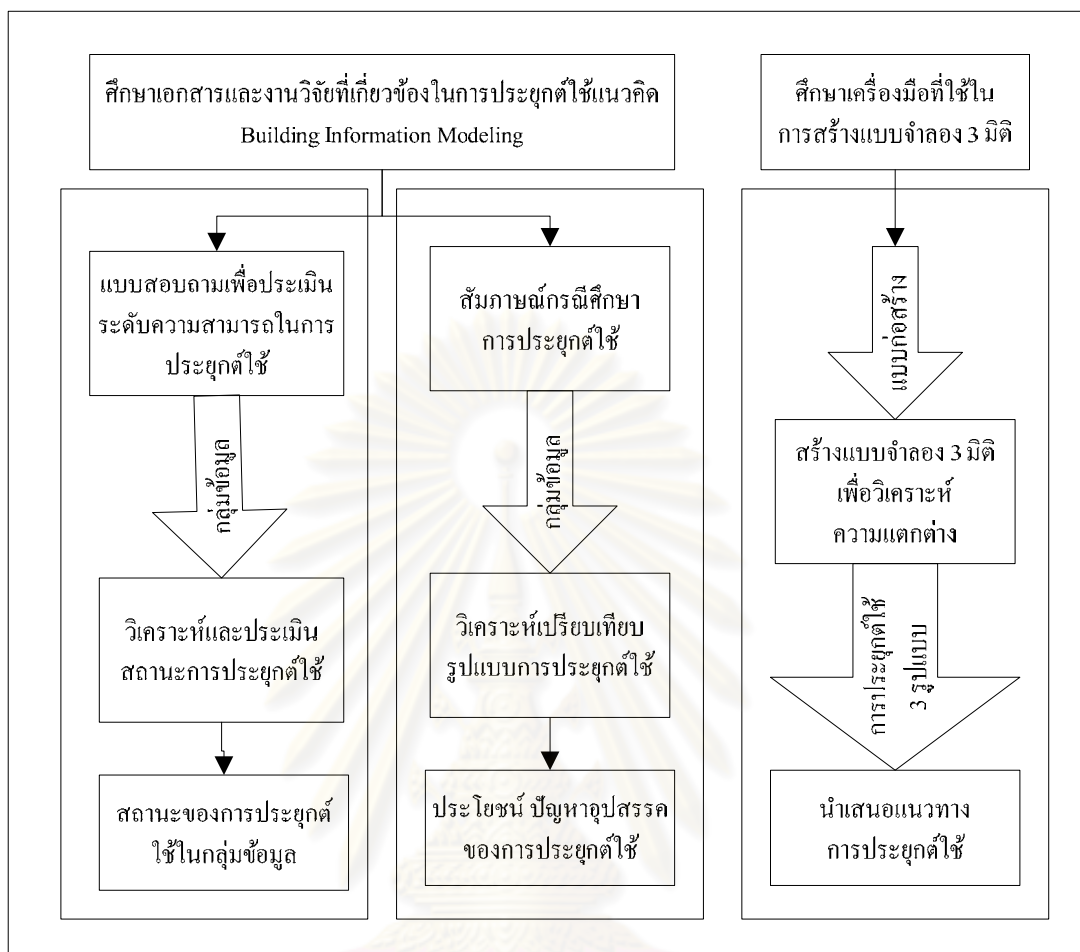 ศึกษาเอกสารและงานวิจัยที่เกี่ยวข้องในการประยุกต์ใช้แนวคิด
Building Information Modeling
ศึกษาเครื่องมือที่ใช้ใน
การสร้างแบบจำลอง 3 มิติ
แบบสอบถามเพื่อประเมิน
ระดับความสามารถในการ
ประยุกต์ใช้
กลุ่มข้อมูล
วิเคราะห์และประเมิน
สถานะการประยุกต์ใช้
สถานะของการประยุกต์
ใช้ในกลุ่มข้อมูล
สัมภาษณ์กรณีศึกษา
การประยุกต์ใช้
กลุ่มข้อมูล
วิเคราะห์เปรียบเทียบ
รูปแบบการประยุกต์ใช้
ประโยชน์ ปัญหาอุปสรรค
ของการประยุกต์ใช้
แบบก่อสร้าง
สร้างแบบจำลอง 3 มิติ
เพื่อวิเคราะห์
ความแตกต่าง
การประยุกต์ใช้
3 รูปแบบ
นำเสนอแนวทาง
การประยุกต์ใช้